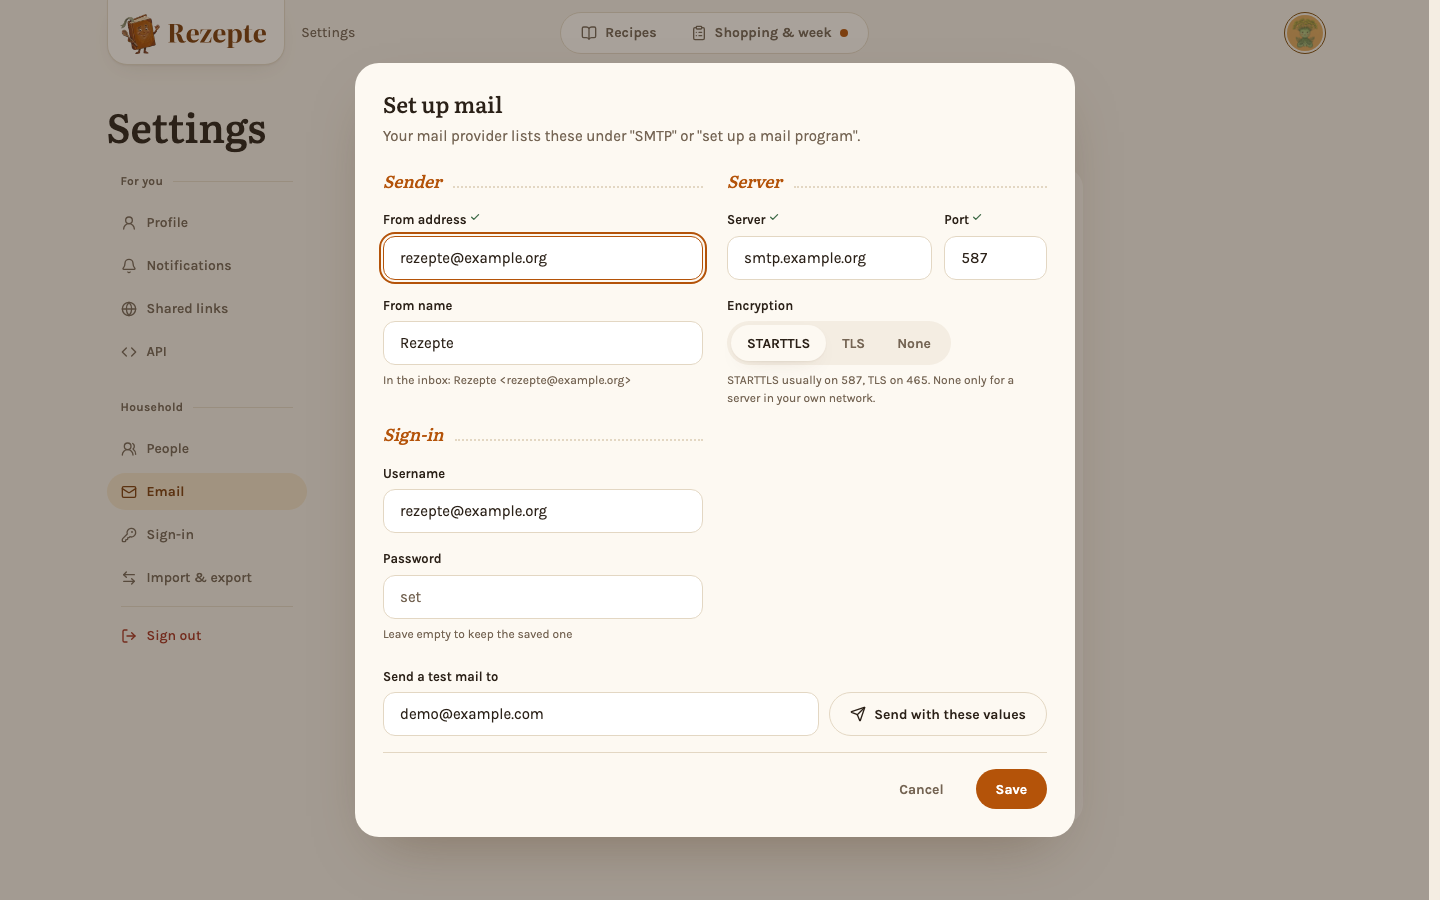 Rezepte
Settings
Recipes
Shopping & week
Settings
For you
Profile
Notifications
Shared links
API
Household
People
Email
Sign-in
Import & export
Sign out
Set up mail
Your mail provider lists these under "SMTP" or "set up a mail program".
Sender
From address
rezepte@example.org
From name
Rezepte
In the inbox: Rezepte <rezepte@example.org>
Server
Server
Port
smtp.example.org
587
Encryption
STARTTLS
TLS
None
STARTTLS usually on 587, TLS on 465. None only for a
server in your own network.
Sign-in
Username
rezepte@example.org
Password
set
Leave empty to keep the saved one
Send a test mail to
demo@example.com
Send with these values
Cancel
Save